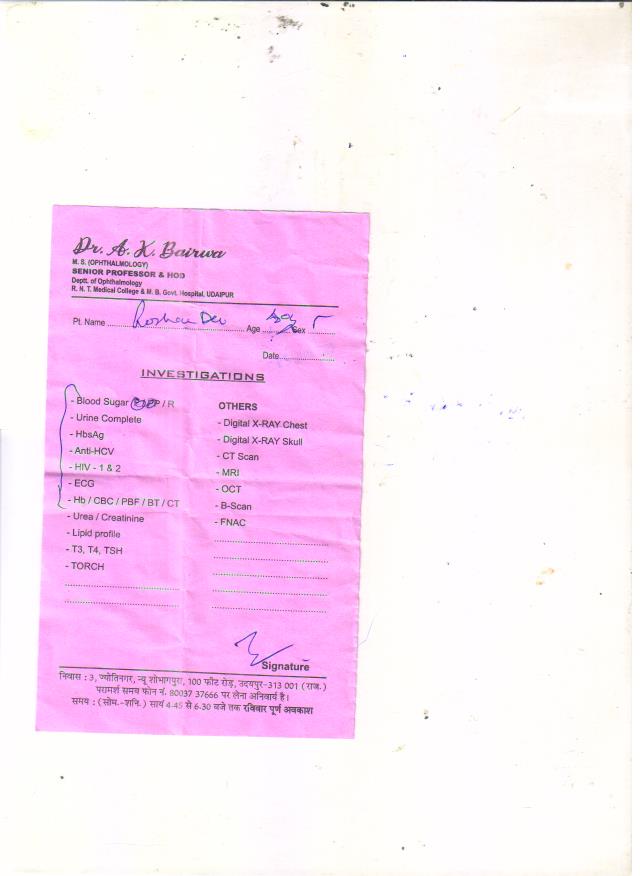 Dr. A. K. Bairwa
M. S. (OPHTHALMOLOGY)
SENIOR PROFESSOR & HOD
Deptt. of Ophthalmology
R. N. T. Medical College & M. B. Govt. Hospital, UDAIPUR
Pt. Name Roshan Age Sex
Date
INVESTIGATIONS
- Blood Sugar / PP / R
- Urine Complete
- HbsAg
- Anti-HCV
- HIV - 1 & 2
- ECG
- Hb / CBC / PBF / BT / CT
- Urea / Creatinine
- Lipid profile
- T3, T4, TSH
- TORCH
OTHERS
- Digital X-RAY Chest
- Digital X-RAY Skull
- CT Scan
- MRI
- OCT
- B-Scan
- FNAC
Signature
निवास : 3, ज्योतिनगर, न्यू शोभागपुरा, 100 फीट रोड़, उदयपुर-313 001 (राज.)
परामर्श समय फोन नं. 80037 37666 पर लेना अनिवार्य है।
समय : (सोम.-शनि.) सायं 4-45 से 6-30 बजे तक रविवार पूर्ण अवकाश